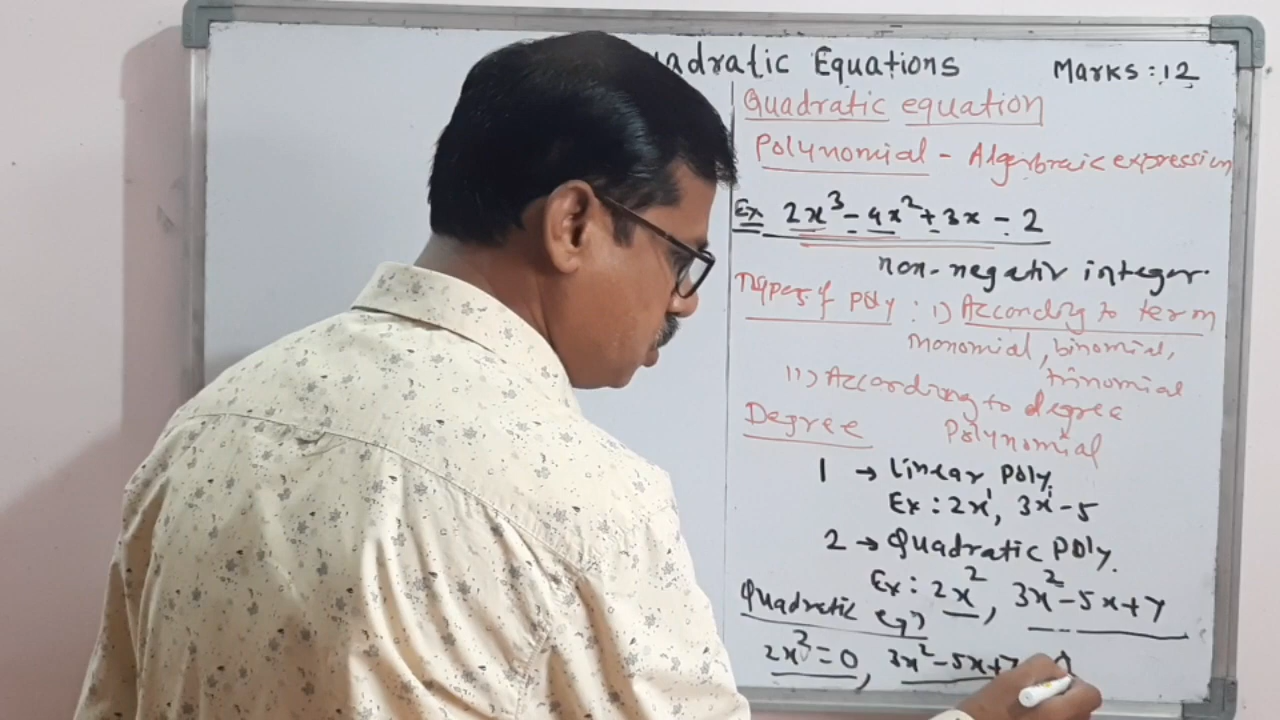 uadratic Equations Marks : 12
Quadratic equation
Polynomial - Algebraic expression
Ex 2x³ - 4x² + 3x - 2
non-negativ integer.
Types of poly : i) According to term
monomial, binomial,
trinomial
ii) According to degree
Degree Polynomial
1 → Linear poly.
Ex : 2x¹, 3x¹-5
2 → Quadratic poly.
Ex : 2x², 3x²-5x+7
Quadratic eqn
2x²=0, 3x²-5x+7